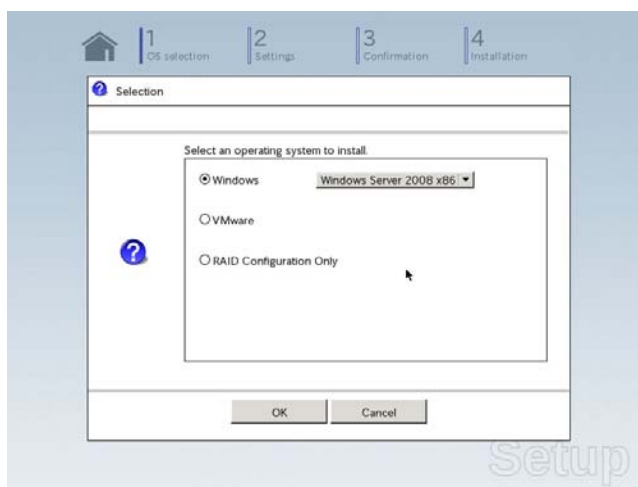 1 2 3 4
OS selection Settings Confirmation Installation
Selection
Select an operating system to install.
Windows Windows Server 2008 x86
VMware
RAID Configuration Only
OK Cancel
Setup